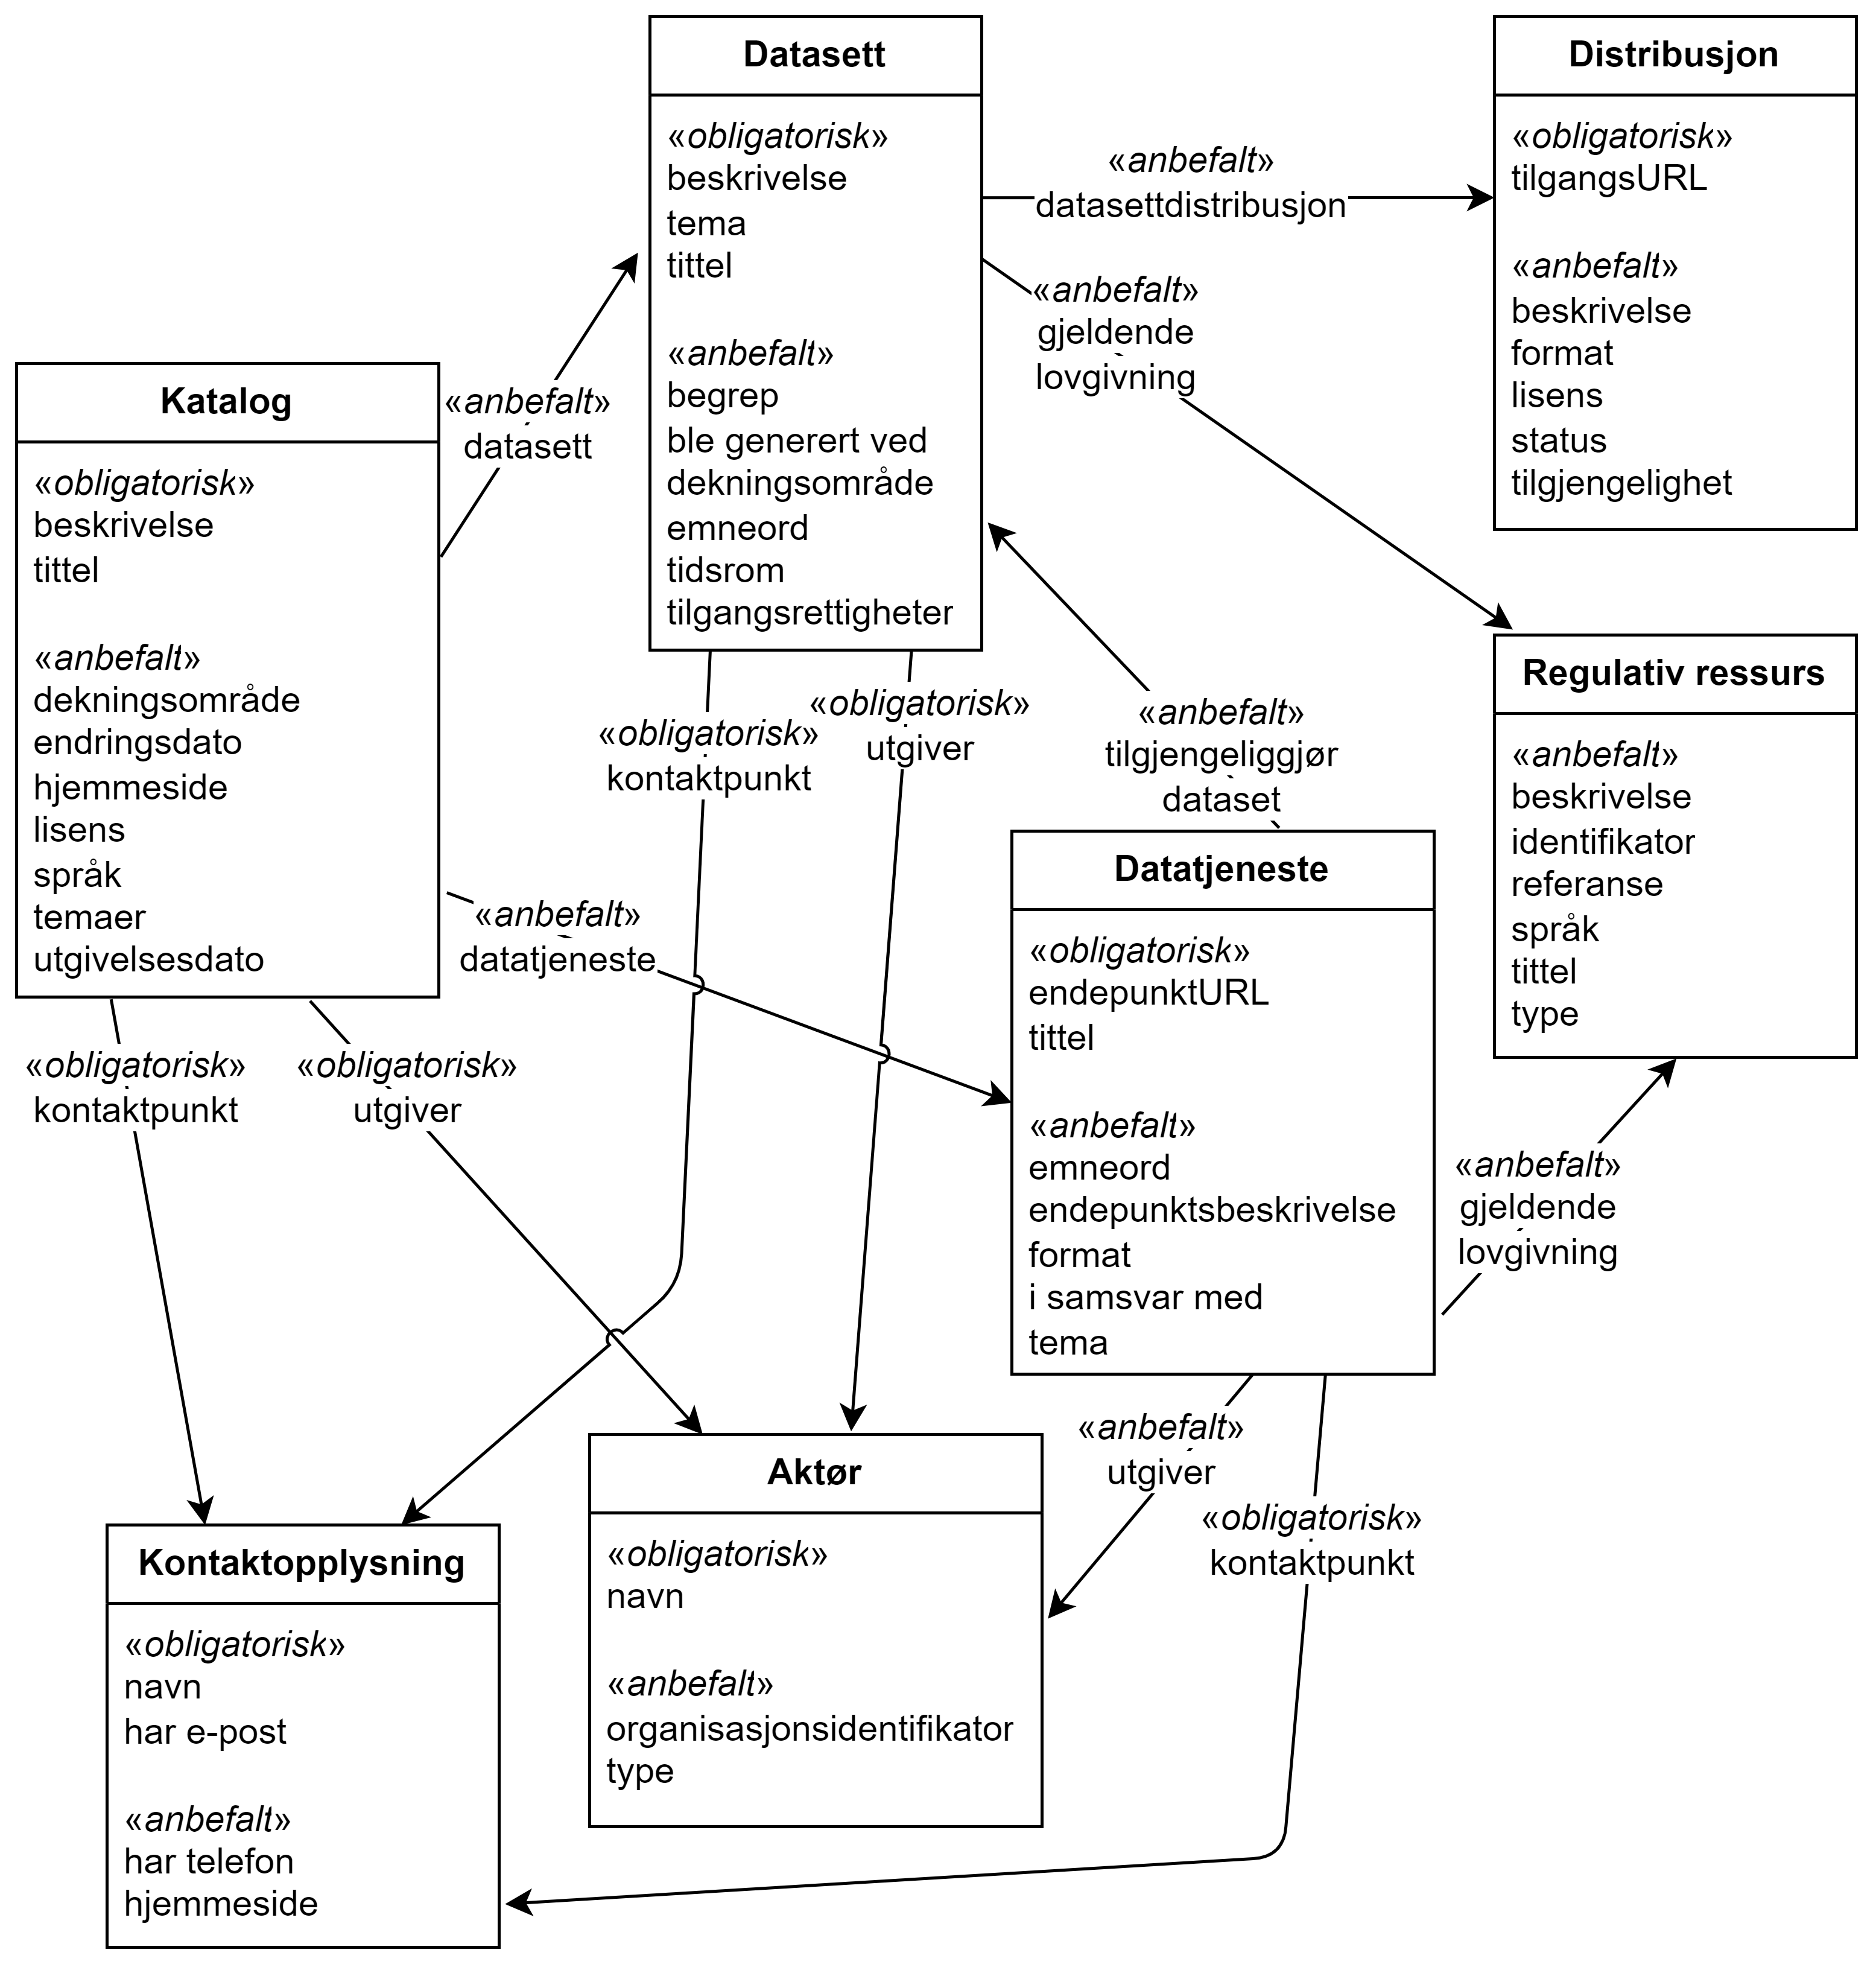 Datasett
«obligatorisk»
beskrivelse
tema
tittel
«anbefalt»
begrep
ble generert ved
dekningsområde
emneord
tidsrom
tilgangsrettigheter
Distribusjon
«obligatorisk»
tilgangsURL
«anbefalt»
beskrivelse
format
lisens
status
tilgjengelighet
«anbefalt»
datasettdistribusjon
«anbefalt»
gjeldende
lovgivning
Katalog
«obligatorisk»
beskrivelse
tittel
«anbefalt»
dekningsområde
endringsdato
hjemmeside
lisens
språk
temaer
utgivelsesdato
«anbefalt»
datasett
Regulativ ressurs
«anbefalt»
beskrivelse
identifikator
referanse
språk
tittel
type
«obligatorisk»
kontaktpunkt
«obligatorisk»
utgiver
«anbefalt»
tilgjengeliggjør
dataset
Datatjeneste
«obligatorisk»
endepunktURL
tittel
«anbefalt»
emneord
endepunktsbeskrivelse
format
i samsvar med
tema
«anbefalt»
datatjeneste
«obligatorisk»
kontaktpunkt
«obligatorisk»
utgiver
«anbefalt»
gjeldende
lovgivning
«anbefalt»
utgiver
«obligatorisk»
kontaktpunkt
Aktør
«obligatorisk»
navn
«anbefalt»
organisasjonsidentifikator
type
Kontaktopplysning
«obligatorisk»
navn
har e-post
«anbefalt»
har telefon
hjemmeside